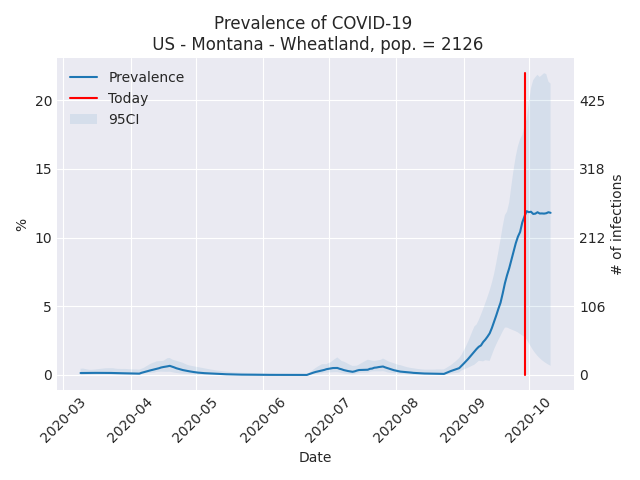 Prevalence of COVID-19
US - Montana - Wheatland, pop. = 2126
Prevalence
Today
95CI
20
15
10
5
0
%
425
318
212
106
0
# of infections
2020-03
2020-04
2020-05
2020-06
2020-07
2020-08
2020-09
2020-10
Date